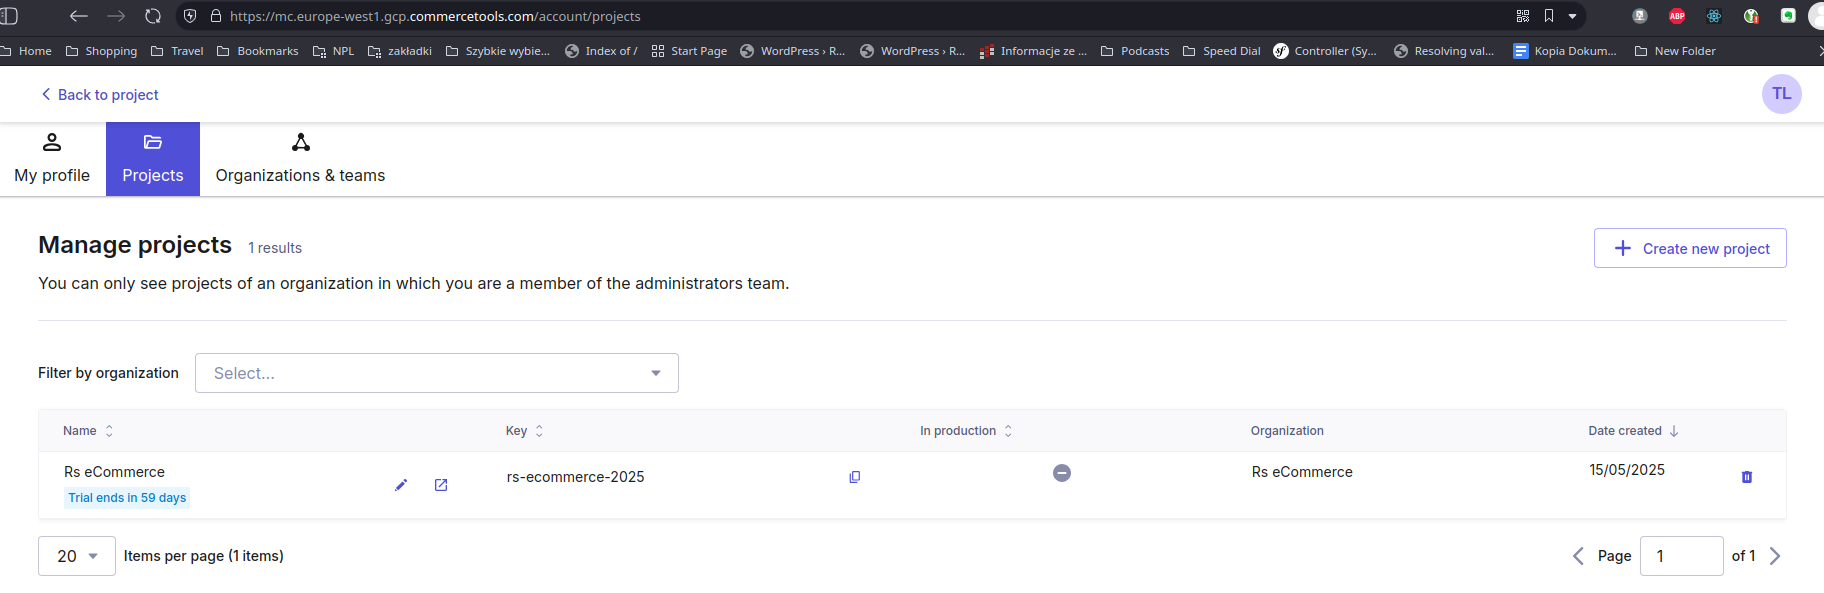 https://mc.europe-west1.gcp.commercetools.com/account/projects
ABP
Home Shopping Travel Bookmarks NPL zakładki Szybkie wybie... Index of / Start Page WordPress › R... WordPress › R... Informacje ze ... Podcasts Speed Dial sf Controller (Sy... Resolving val... Kopia Dokum... New Folder
Back to project
TL
My profile Projects Organizations & teams
Manage projects 1 results
Create new project
You can only see projects of an organization in which you are a member of the administrators team.
Filter by organization Select...
Name Key In production Organization Date created
Rs eCommerce rs-ecommerce-2025 Rs eCommerce 15/05/2025
Trial ends in 59 days
20 Items per page (1 items) Page 1 of 1